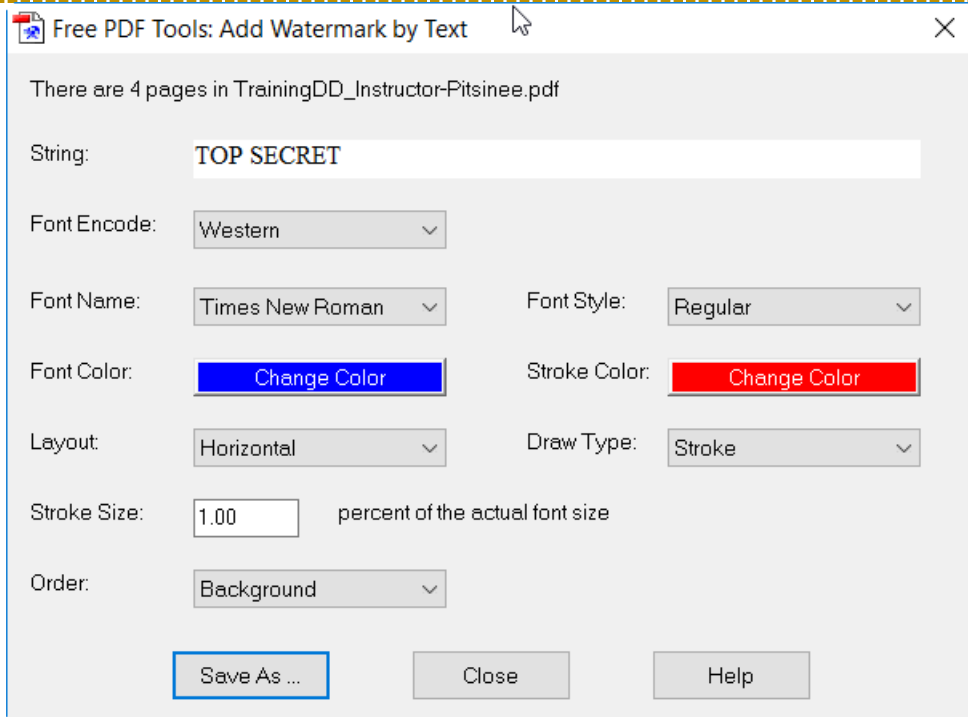 Free PDF Tools: Add Watermark by Text
There are 4 pages in TrainingDD_Instructor-Pitsinee.pdf
String: TOP SECRET
Font Encode: Western
Font Name: Times New Roman Font Style: Regular
Font Color: Change Color Stroke Color: Change Color
Layout: Horizontal Draw Type: Stroke
Stroke Size: 1.00 percent of the actual font size
Order: Background
Save As ... Close Help